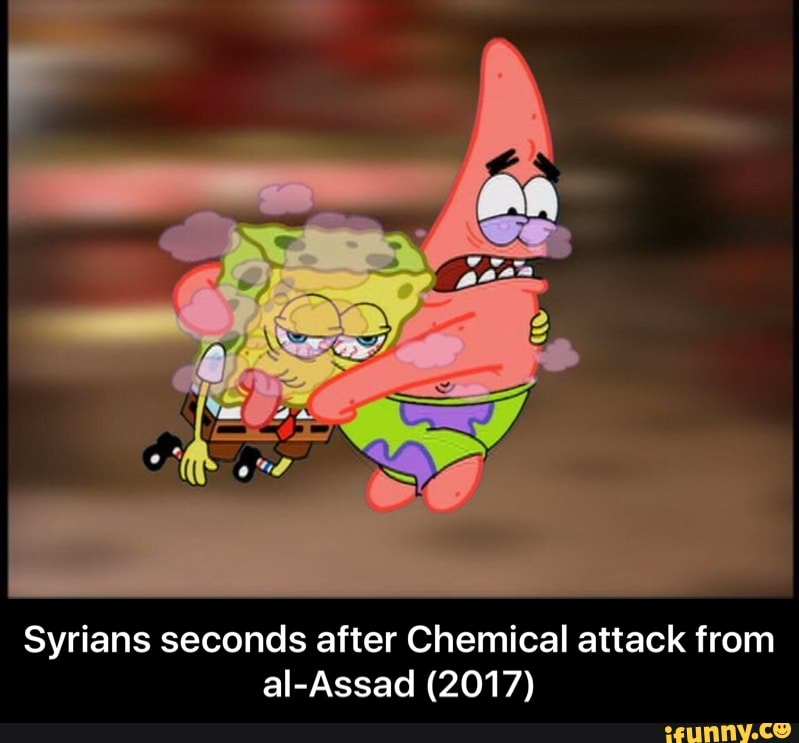 Syrians seconds after Chemical attack from
al-Assad (2017)
ifunny.co